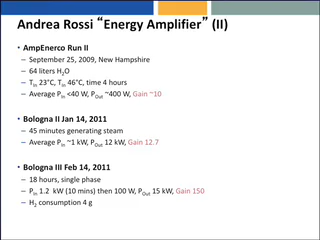 Andrea Rossi “Energy Amplifier” (II)
• AmpEnerco Run II
– September 25, 2009, New Hampshire
– 64 liters H2O
– Tin 23°C, Tin 46°C, time 4 hours
– Average Pin <40 W, POut ~400 W, Gain ~10
• Bologna II Jan 14, 2011
– 45 minutes generating steam
– Average Pin ~1 kW, POut 12 kW, Gain 12.7
• Bologna III Feb 14, 2011
– 18 hours, single phase
– Pin 1.2 kW (10 mins) then 100 W, POut 15 kW, Gain 150
– H2 consumption 4 g